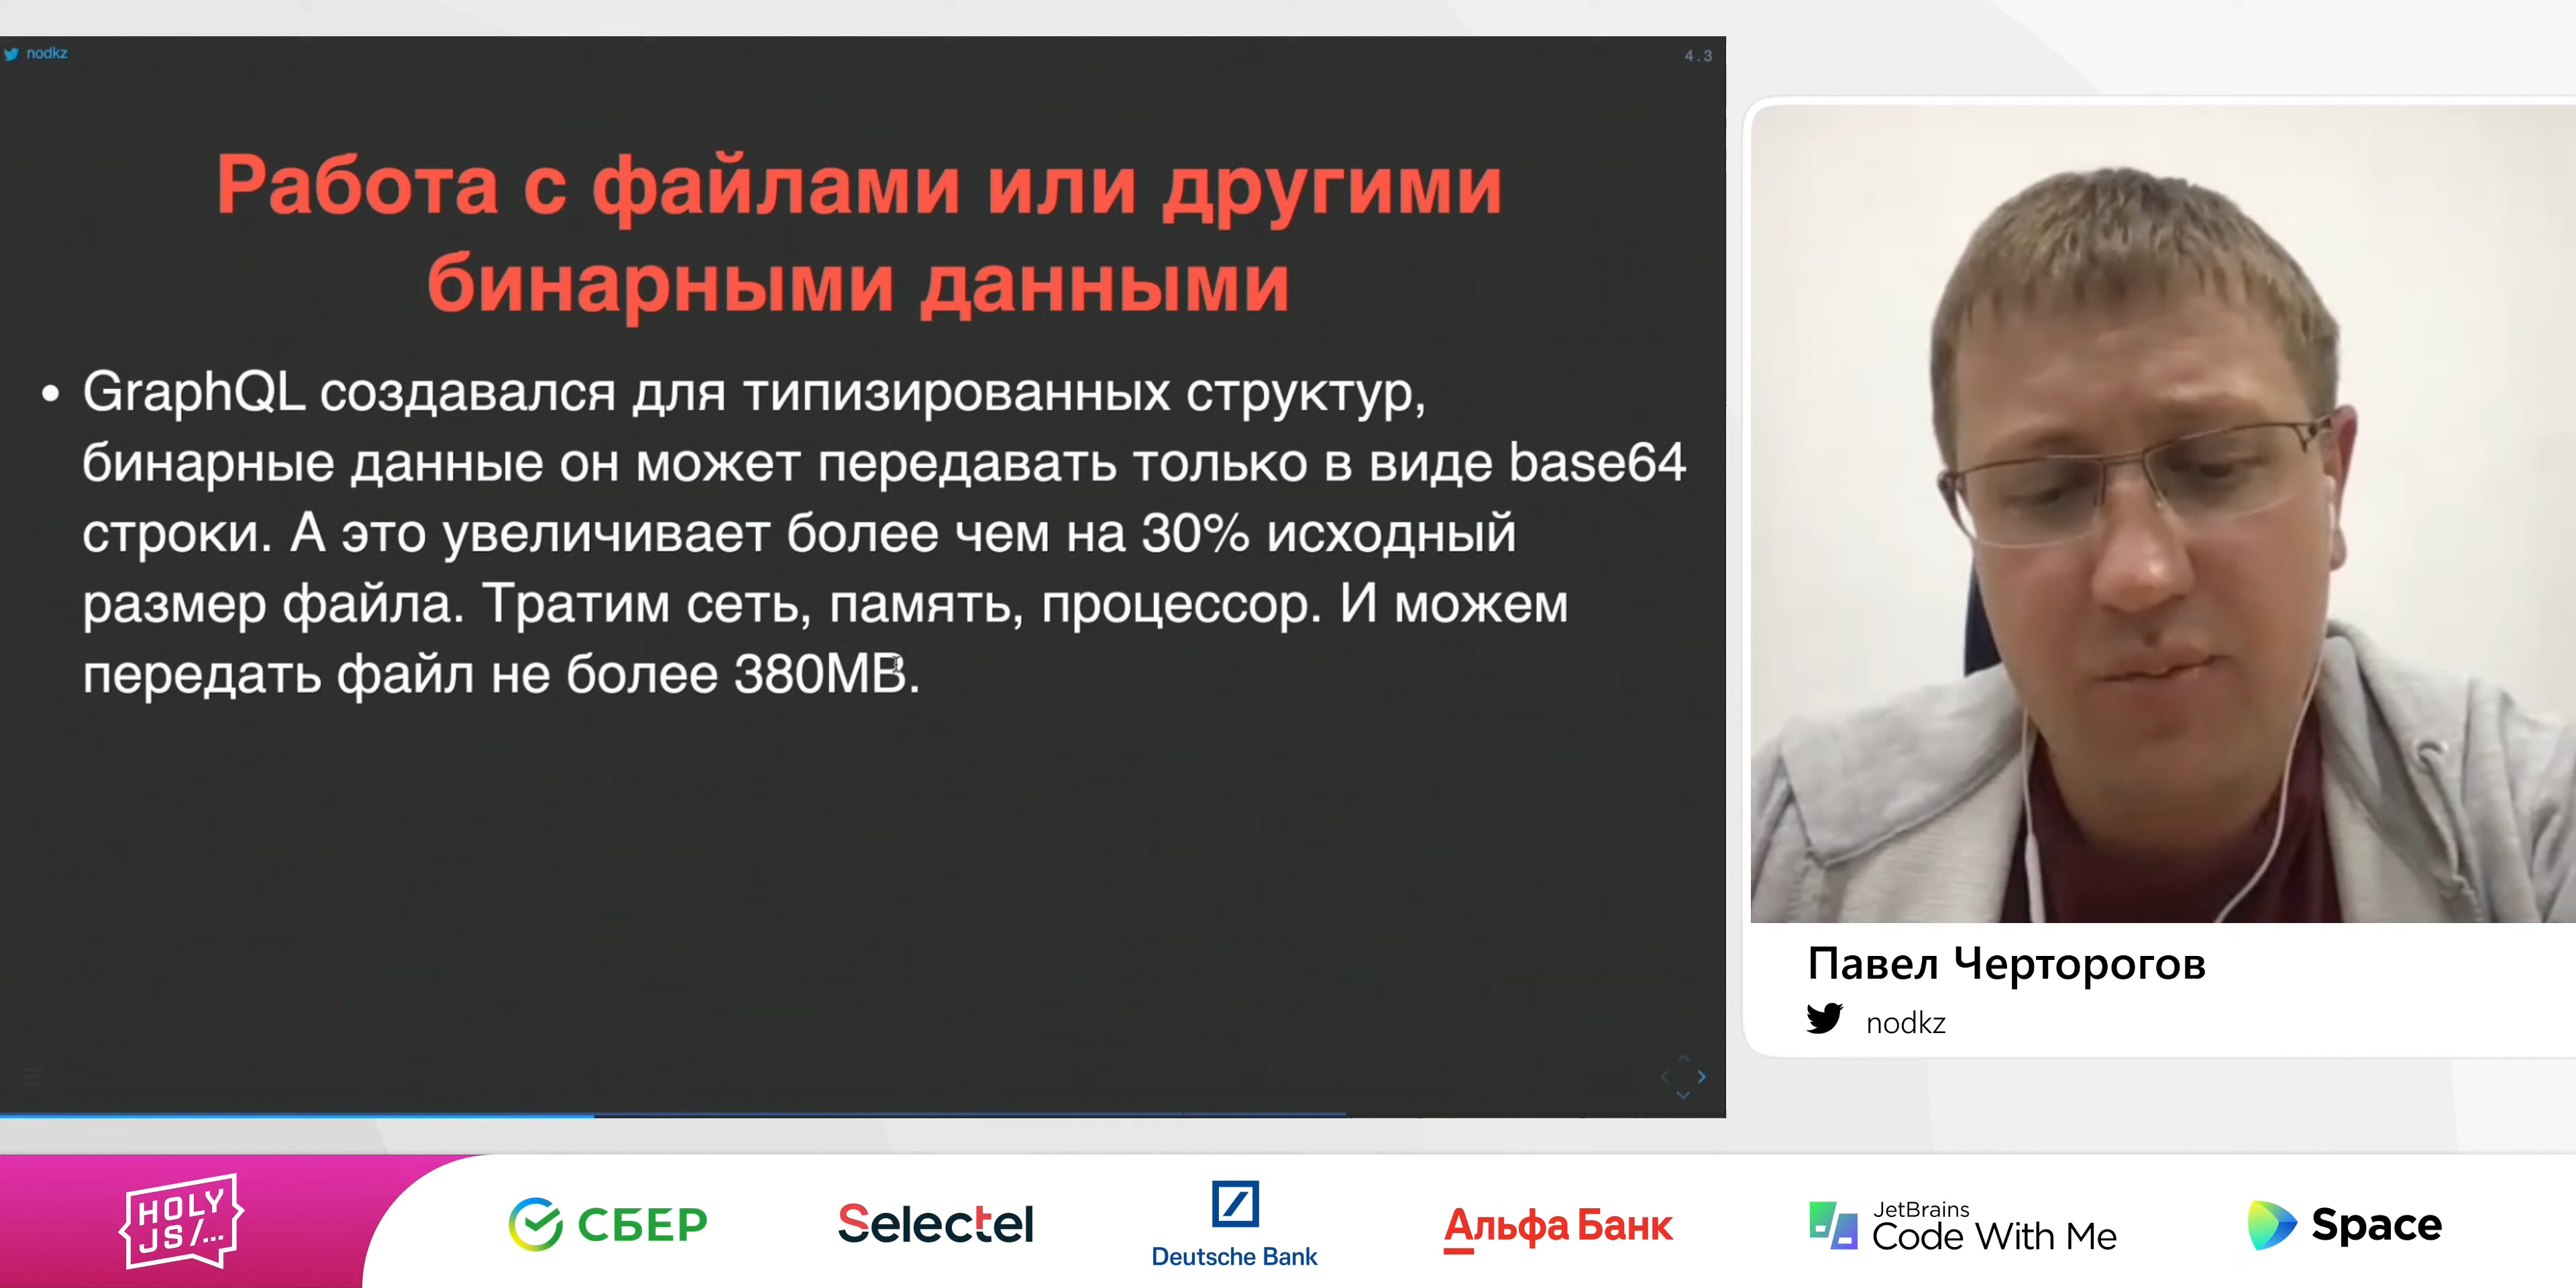 nodkz
4.3
Работа с файлами или другими
бинарными данными
• GraphQL создавался для типизированных структур,
бинарные данные он может передавать только в виде base64
строки. А это увеличивает более чем на 30% исходный
размер файла. Тратим сеть, память, процессор. И можем
передать файл не более 380MB.
Павел Черторогов
nodkz
HOLY
JS/...
СБЕР
Selectel
Deutsche Bank
Альфа Банк
JetBrains
Code With Me
Space